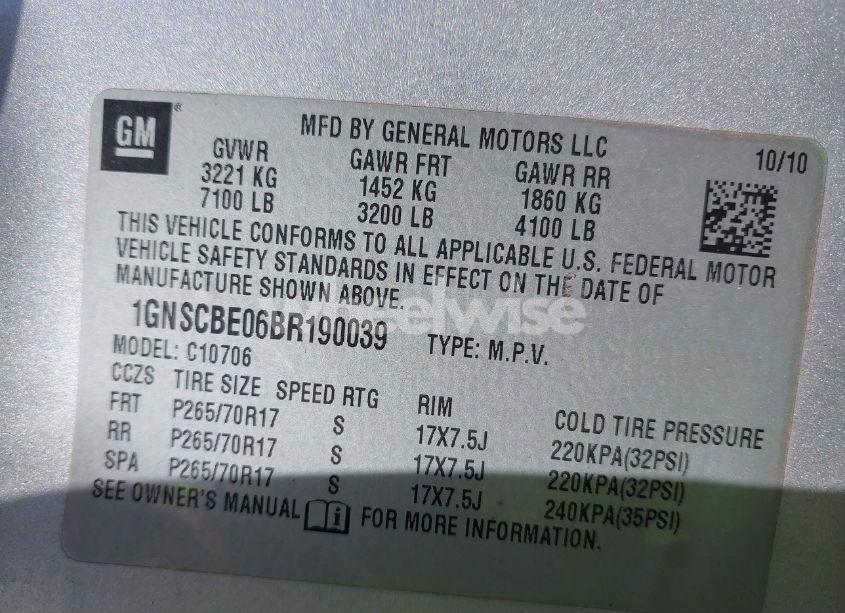 GM ®
MFD BY GENERAL MOTORS LLC 10/10
GVWR GAWR FRT GAWR RR
3221 KG 1452 KG 1860 KG
7100 LB 3200 LB 4100 LB
THIS VEHICLE CONFORMS TO ALL APPLICABLE U.S. FEDERAL MOTOR
VEHICLE SAFETY STANDARDS IN EFFECT ON THE DATE OF
MANUFACTURE SHOWN ABOVE.
1GNSCBE06BR190039 TYPE: M.P.V.
wheelwise
MODEL: C10706
CCZS TIRE SIZE SPEED RTG RIM COLD TIRE PRESSURE
FRT P265/70R17 S 17X7.5J 220KPA(32PSI)
RR P265/70R17 S 17X7.5J 220KPA(32PSI)
SPA P265/70R17 S 17X7.5J 240KPA(35PSI)
SEE OWNER'S MANUAL i FOR MORE INFORMATION.